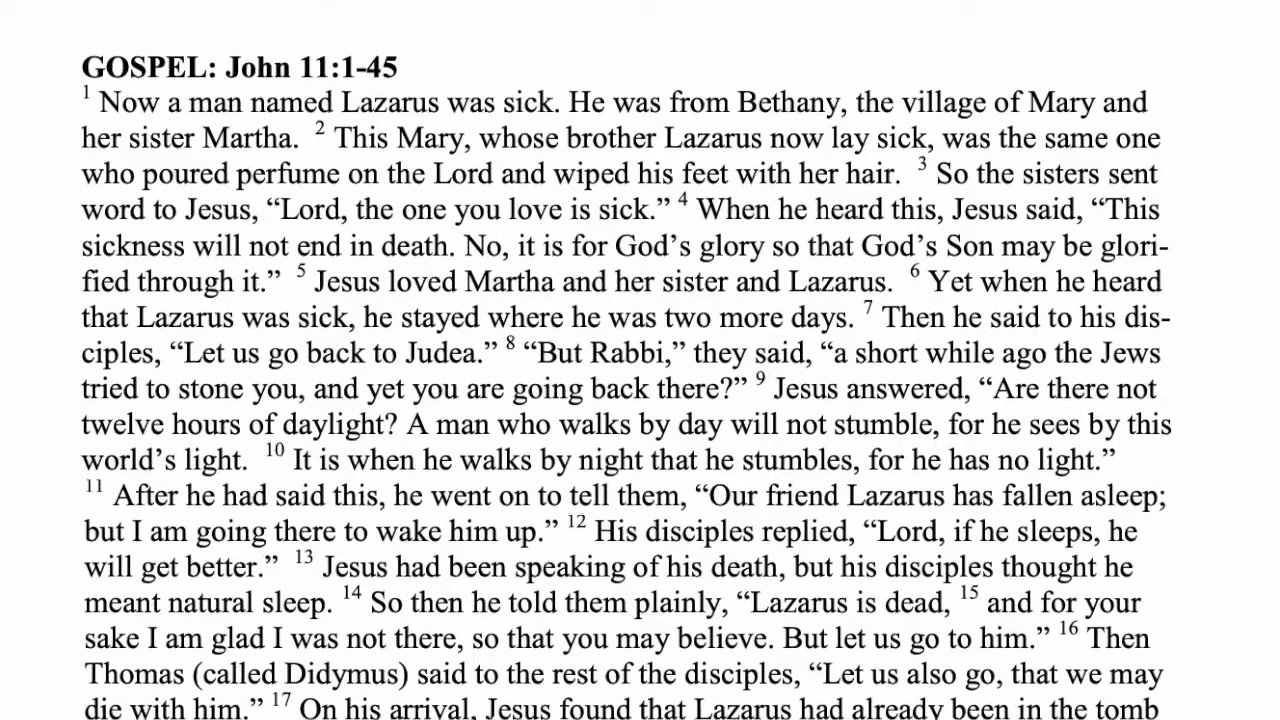 GOSPEL: John 11:1-45
1 Now a man named Lazarus was sick. He was from Bethany, the village of Mary and
her sister Martha. 2 This Mary, whose brother Lazarus now lay sick, was the same one
who poured perfume on the Lord and wiped his feet with her hair. 3 So the sisters sent
word to Jesus, “Lord, the one you love is sick.” 4 When he heard this, Jesus said, “This
sickness will not end in death. No, it is for God’s glory so that God’s Son may be glori-
fied through it.” 5 Jesus loved Martha and her sister and Lazarus. 6 Yet when he heard
that Lazarus was sick, he stayed where he was two more days. 7 Then he said to his dis-
ciples, “Let us go back to Judea.” 8 “But Rabbi,” they said, “a short while ago the Jews
tried to stone you, and yet you are going back there?” 9 Jesus answered, “Are there not
twelve hours of daylight? A man who walks by day will not stumble, for he sees by this
world’s light. 10 It is when he walks by night that he stumbles, for he has no light.”
11 After he had said this, he went on to tell them, “Our friend Lazarus has fallen asleep;
but I am going there to wake him up.” 12 His disciples replied, “Lord, if he sleeps, he
will get better.” 13 Jesus had been speaking of his death, but his disciples thought he
meant natural sleep. 14 So then he told them plainly, “Lazarus is dead, 15 and for your
sake I am glad I was not there, so that you may believe. But let us go to him.” 16 Then
Thomas (called Didymus) said to the rest of the disciples, “Let us also go, that we may
die with him.” 17 On his arrival, Jesus found that Lazarus had already been in the tomb